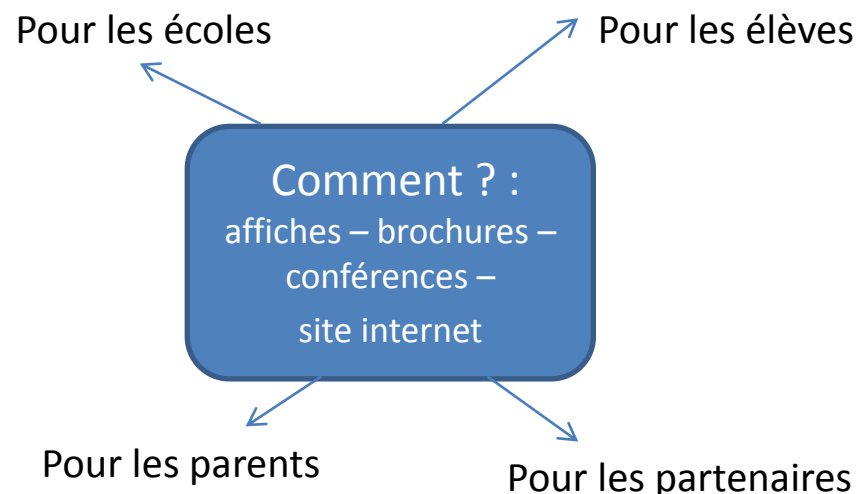 Pour les écoles
Pour les élèves
Comment ? :
affiches – brochures –
conférences –
site internet
Pour les parents
Pour les partenaires